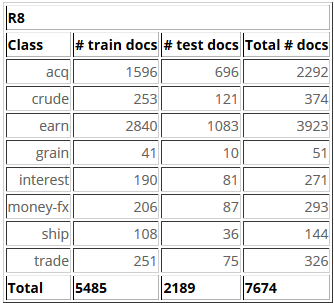 R8
Class # train docs # test docs Total # docs
acq 1596 696 2292
crude 253 121 374
earn 2840 1083 3923
grain 41 10 51
interest 190 81 271
money-fx 206 87 293
ship 108 36 144
trade 251 75 326
Total 5485 2189 7674